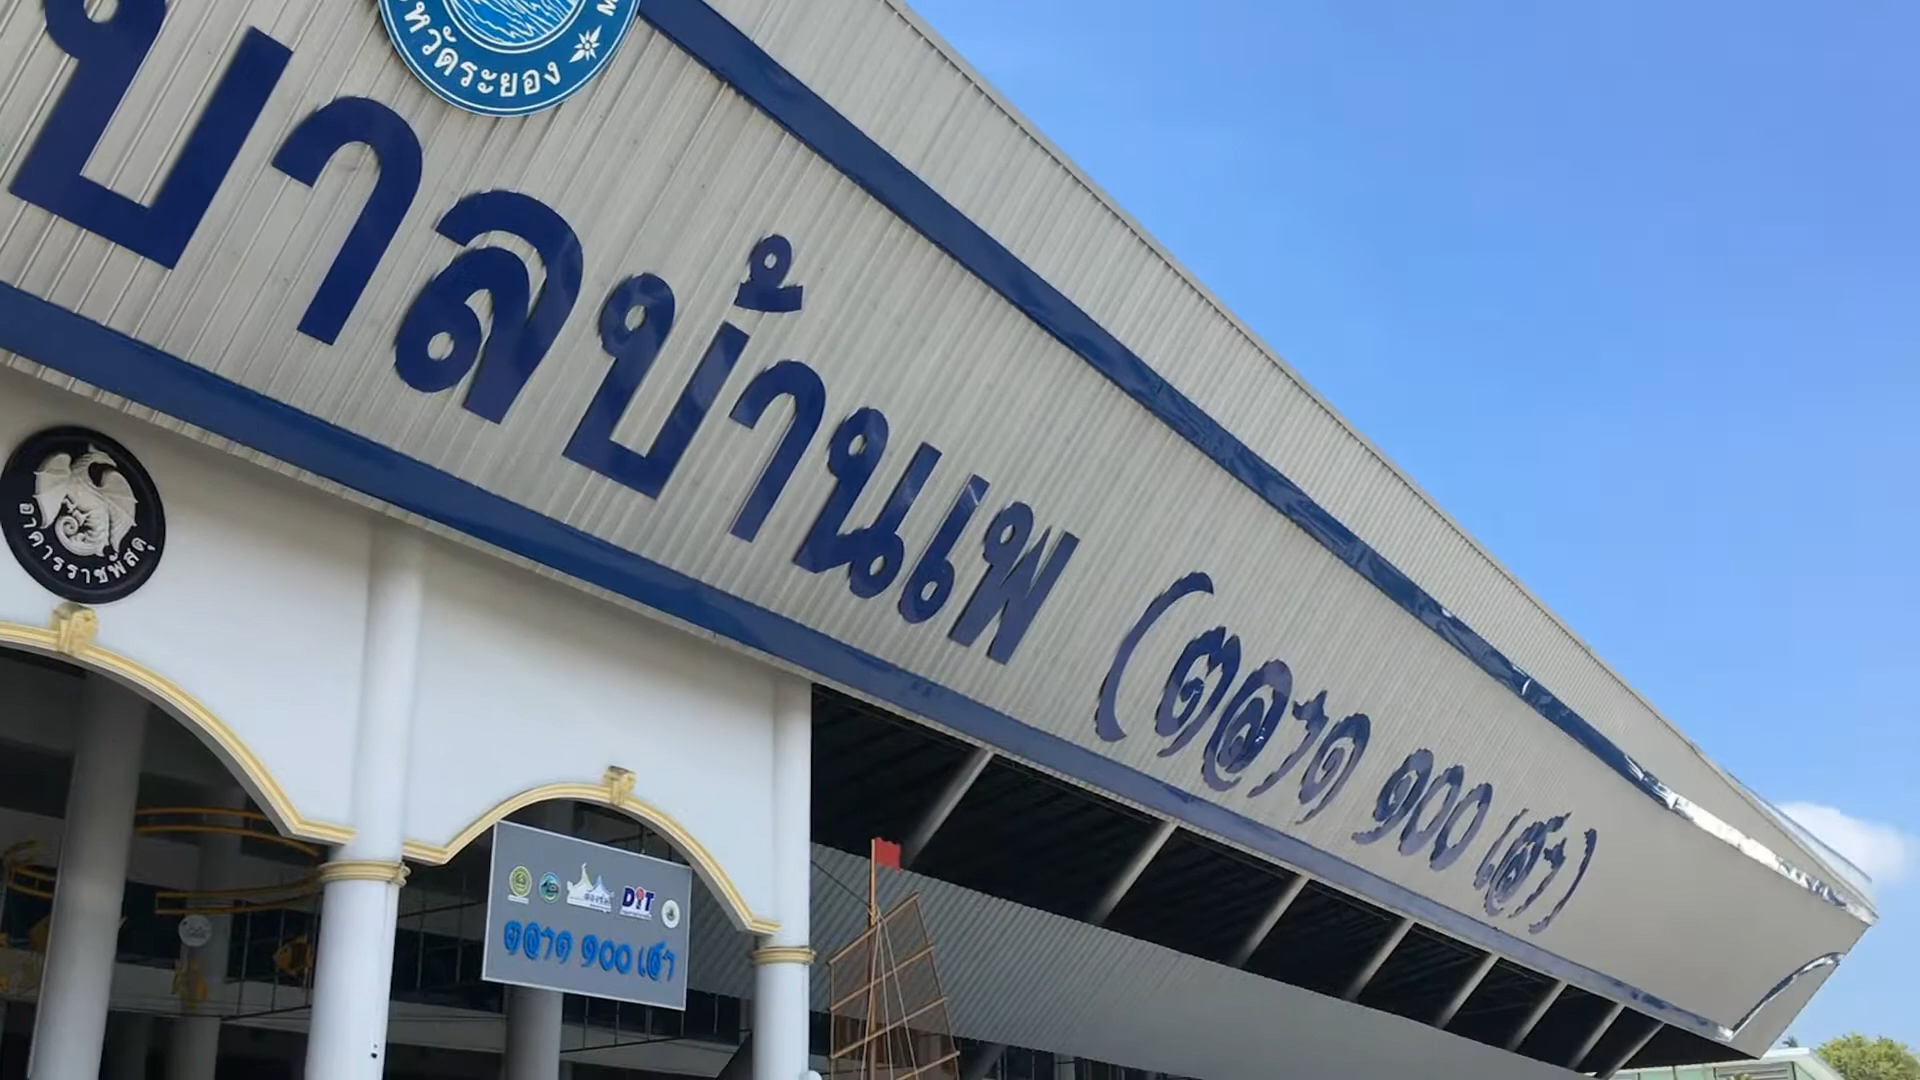 หวัดระยอง
บาลบ้านเพ (ตลาด ๑๐๐ เสา)
อาคารราชพัสดุ
DIT
ตลาด ๑๐๐ เสา